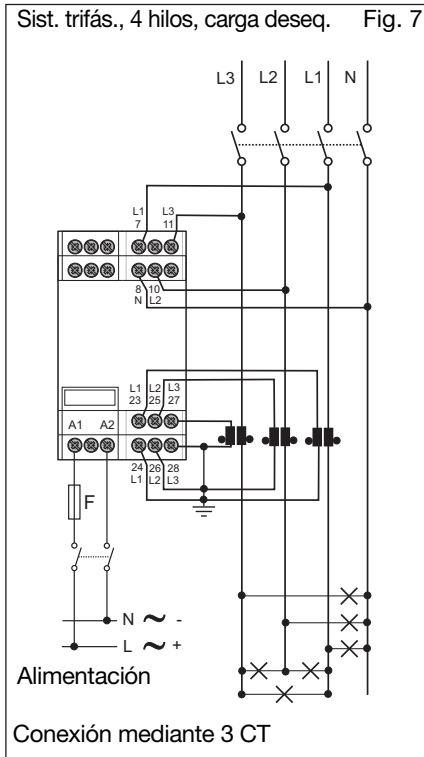 Sist. trifás., 4 hilos, carga deseq. Fig. 7
L3 L2 L1 N
L1 L3
7 11
8 10
N L2
L1 L2 L3
23 25 27
A1 A2
24 26 28
L1 L2 L3
F
N ~ -
L ~ +
Alimentación
Conexión mediante 3 CT